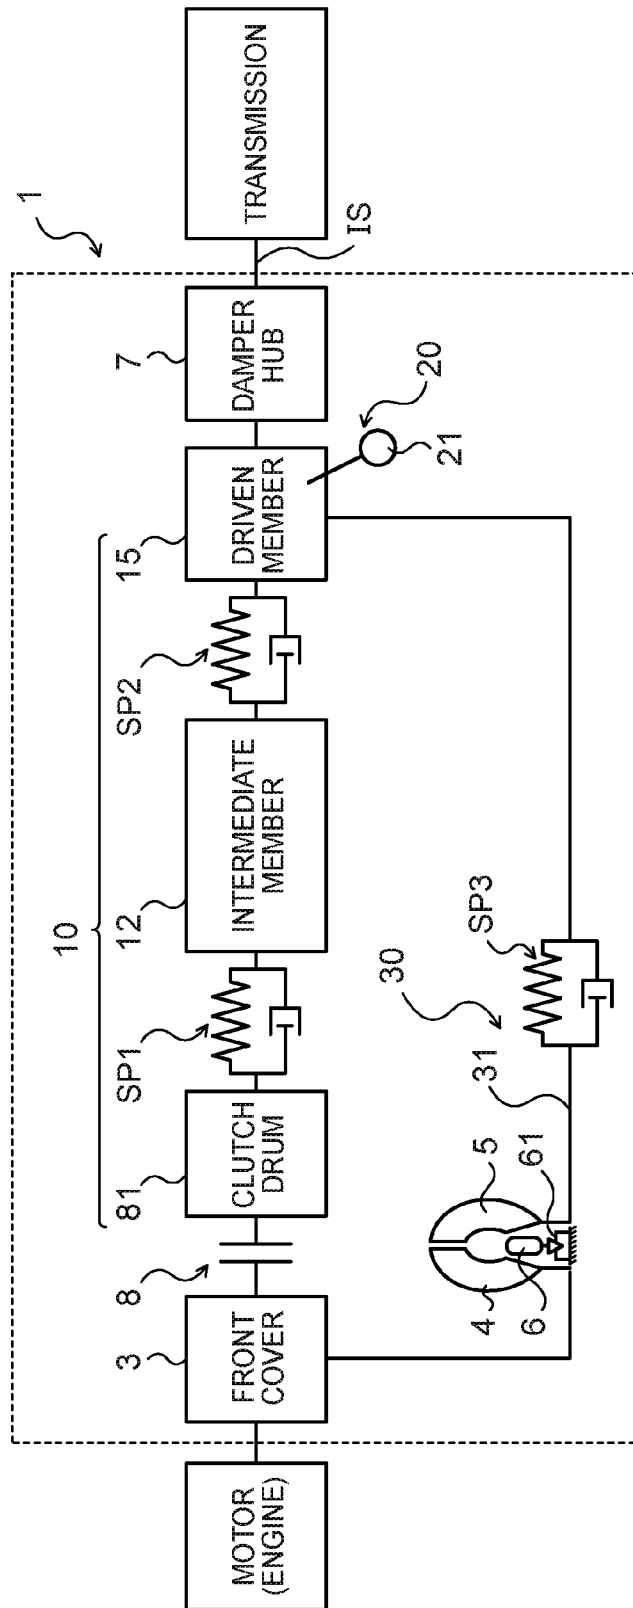 1
10
MOTOR
(ENGINE)
3
FRONT
COVER
8
81
CLUTCH
DRUM
SP1
12
INTERMEDIATE
MEMBER
SP2
15
DRIVEN
MEMBER
7
DAMPER
HUB
IS
TRANSMISSION
20
21
4
5
6
61
31
30
SP3